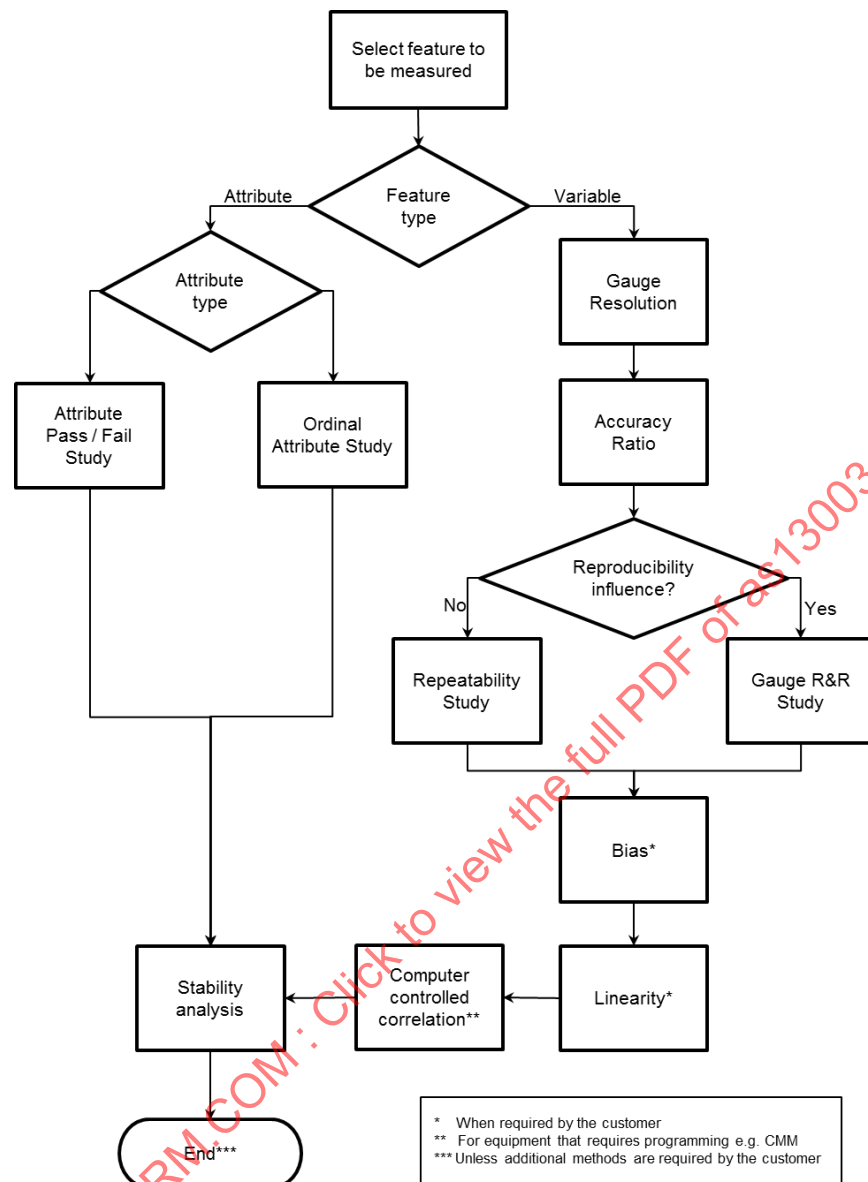 Select feature to
be measured
Feature
type
Attribute
Variable
Attribute
type
Gauge
Resolution
Attribute
Pass / Fail
Study
Ordinal
Attribute Study
Accuracy
Ratio
Reproducibility
influence?
No
Yes
Repeatability
Study
Gauge R&R
Study
Bias*
Stability
analysis
Computer
controlled
correlation**
Linearity*
End***
* When required by the customer
** For equipment that requires programming e.g. CMM
*** Unless additional methods are required by the customer
RM.COM : Click to view the full PDF of as13003